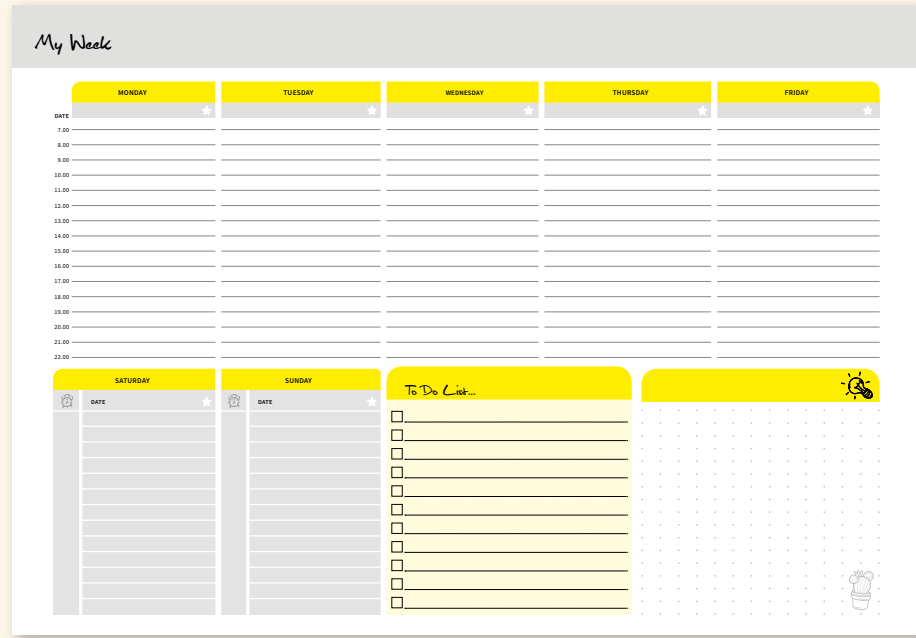 My Week
MONDAY TUESDAY WEDNESDAY THURSDAY FRIDAY
DATE
7.00
8.00
9.00
10.00
11.00
12.00
13.00
14.00
15.00
16.00
17.00
18.00
19.00
20.00
21.00
22.00
SATURDAY SUNDAY
To Do List...
DATE DATE